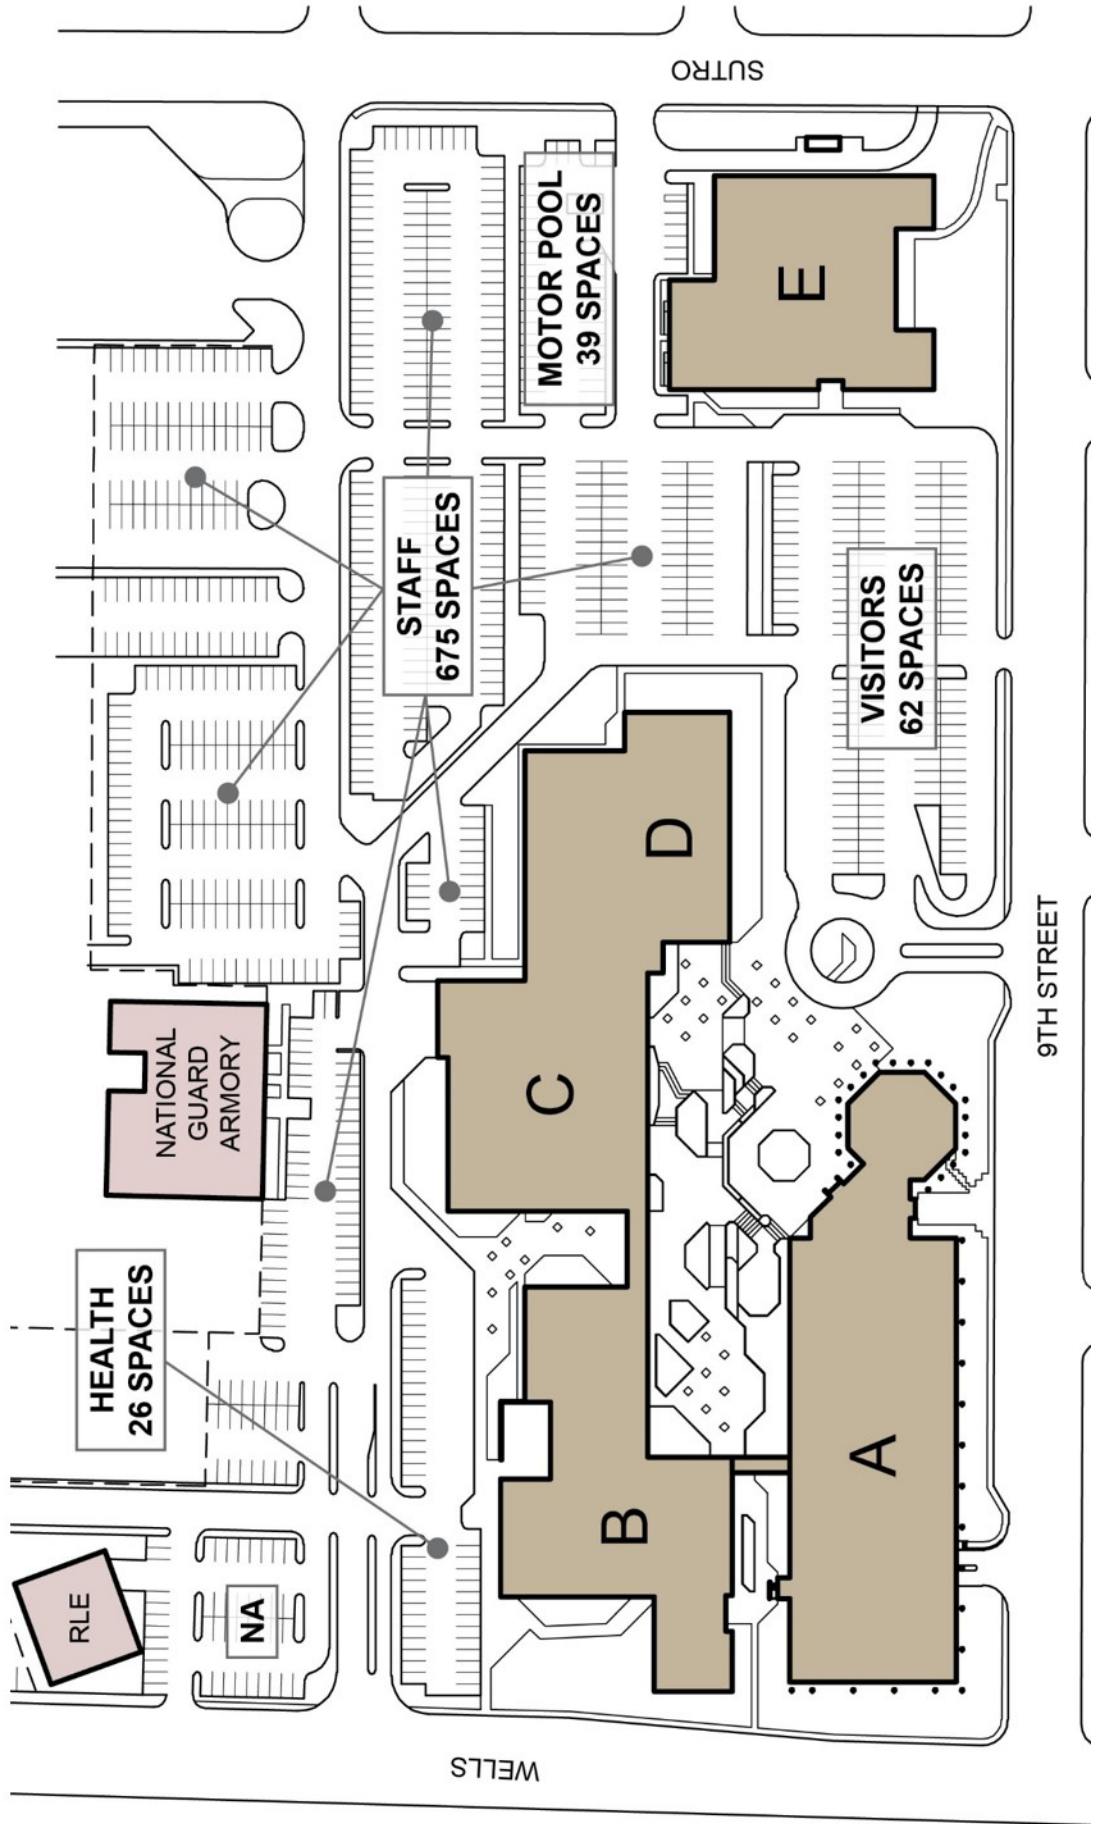 SUTRO
MOTOR POOL
39 SPACES
E
STAFF
675 SPACES
VISITORS
62 SPACES
D
9TH STREET
NATIONAL
GUARD
ARMORY
C
HEALTH
26 SPACES
A
B
RLE
NA
WELLS